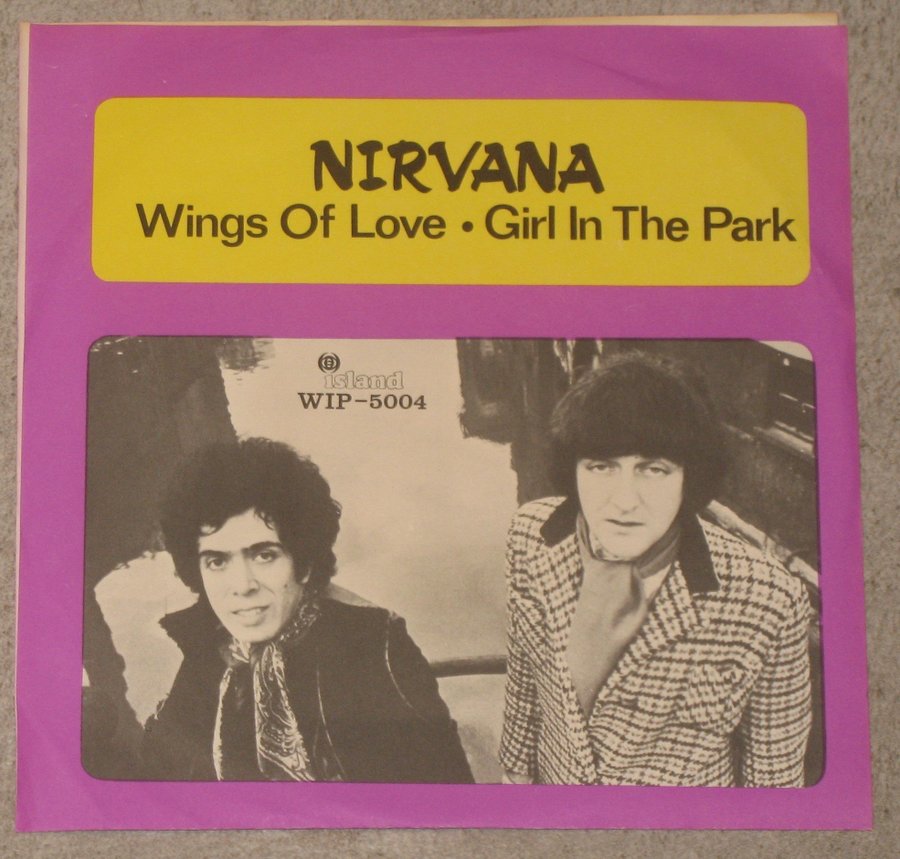 NIRVANA
Wings Of Love • Girl In The Park
island
WIP-5004